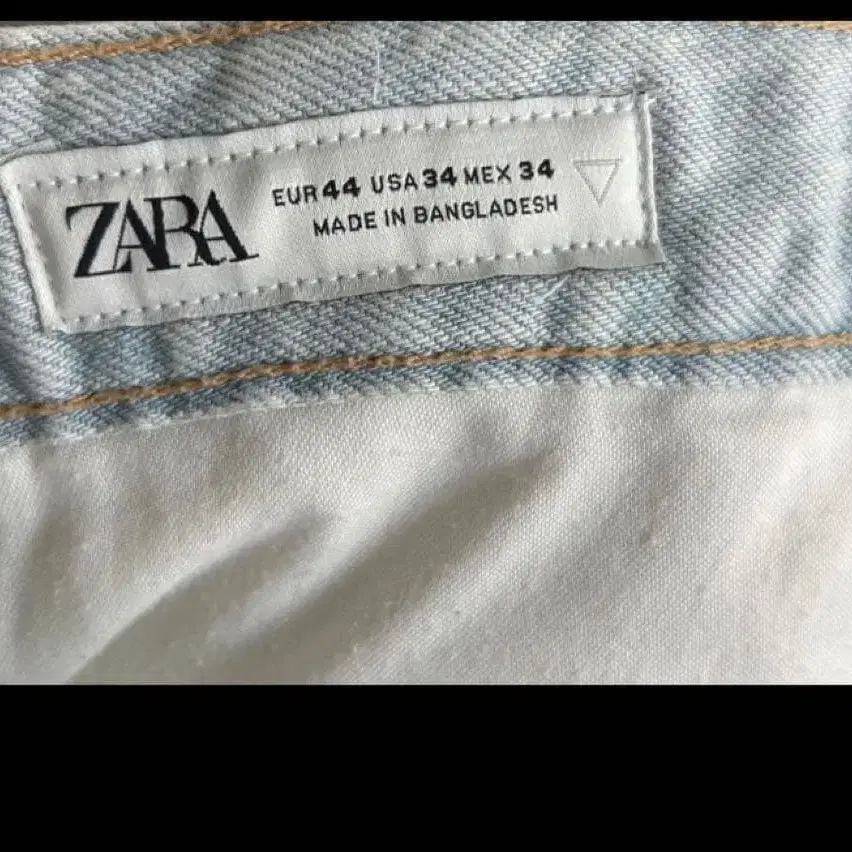 ZARA
EUR 44 USA 34 MEX 34
MADE IN BANGLADESH